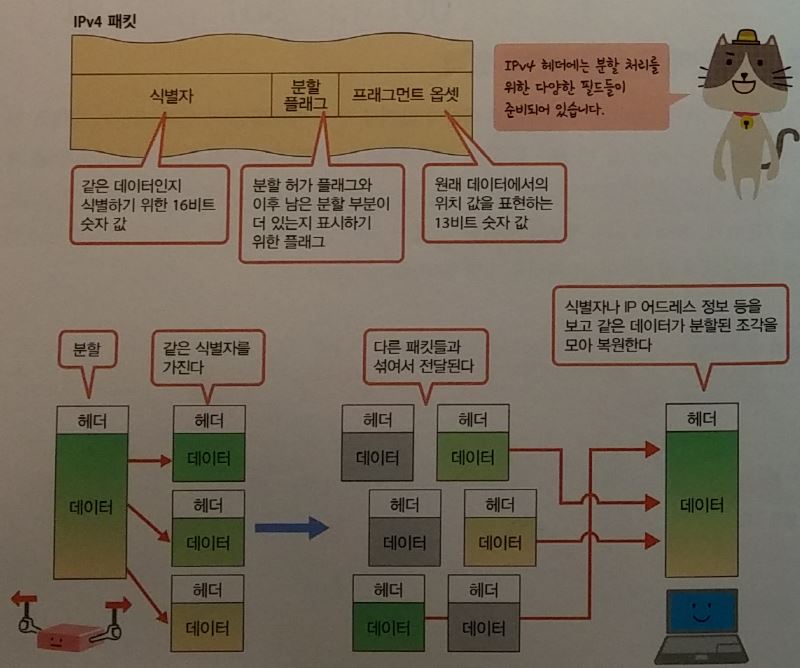 IPv4 패킷
식별자
분할
플래그
프래그먼트 옵셋
IPv4 헤더에는 분할 처리를
위한 다양한 필드들이
준비되어 있습니다.
같은 데이터인지
식별하기 위한 16비트
숫자 값
분할 허가 플래그와
이후 남은 분할 부분이
더 있는지 표시하기
위한 플래그
원래 데이터에서의
위치 값을 표현하는
13비트 숫자 값
식별자나 IP 어드레스 정보 등을
보고 같은 데이터가 분할된 조각을
모아 복원한다
분할
같은 식별자를
가진다
다른 패킷들과
섞여서 전달된다
헤더
데이터
헤더
데이터
헤더
데이터
헤더
데이터
헤더
데이터
헤더
데이터
헤더
데이터
헤더
데이터
헤더
데이터
헤더
데이터
헤더
데이터